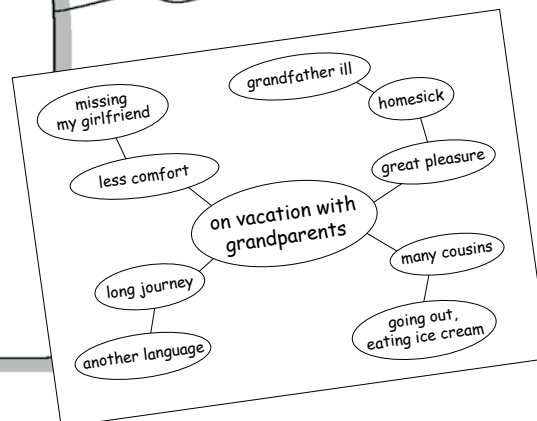 missing
my girlfriend
less comfort
grandfather ill
homesick
great pleasure
on vacation with
grandparents
long journey
another language
many cousins
going out,
eating ice cream